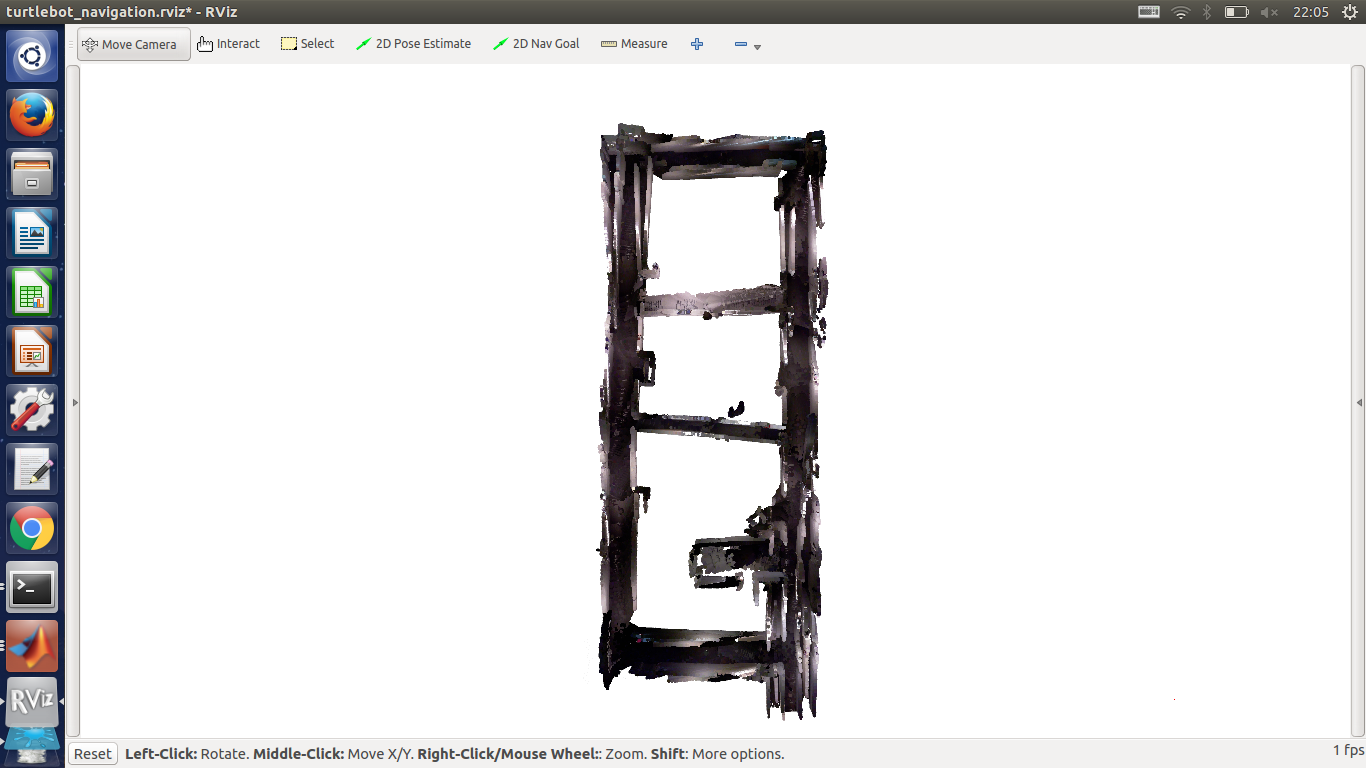 turtlebot_navigation.rviz* - RViz
22:05
Move Camera Interact Select 2D Pose Estimate 2D Nav Goal Measure
RViz
Reset Left-Click: Rotate. Middle-Click: Move X/Y. Right-Click/Mouse Wheel:: Zoom. Shift: More options.
1 fps